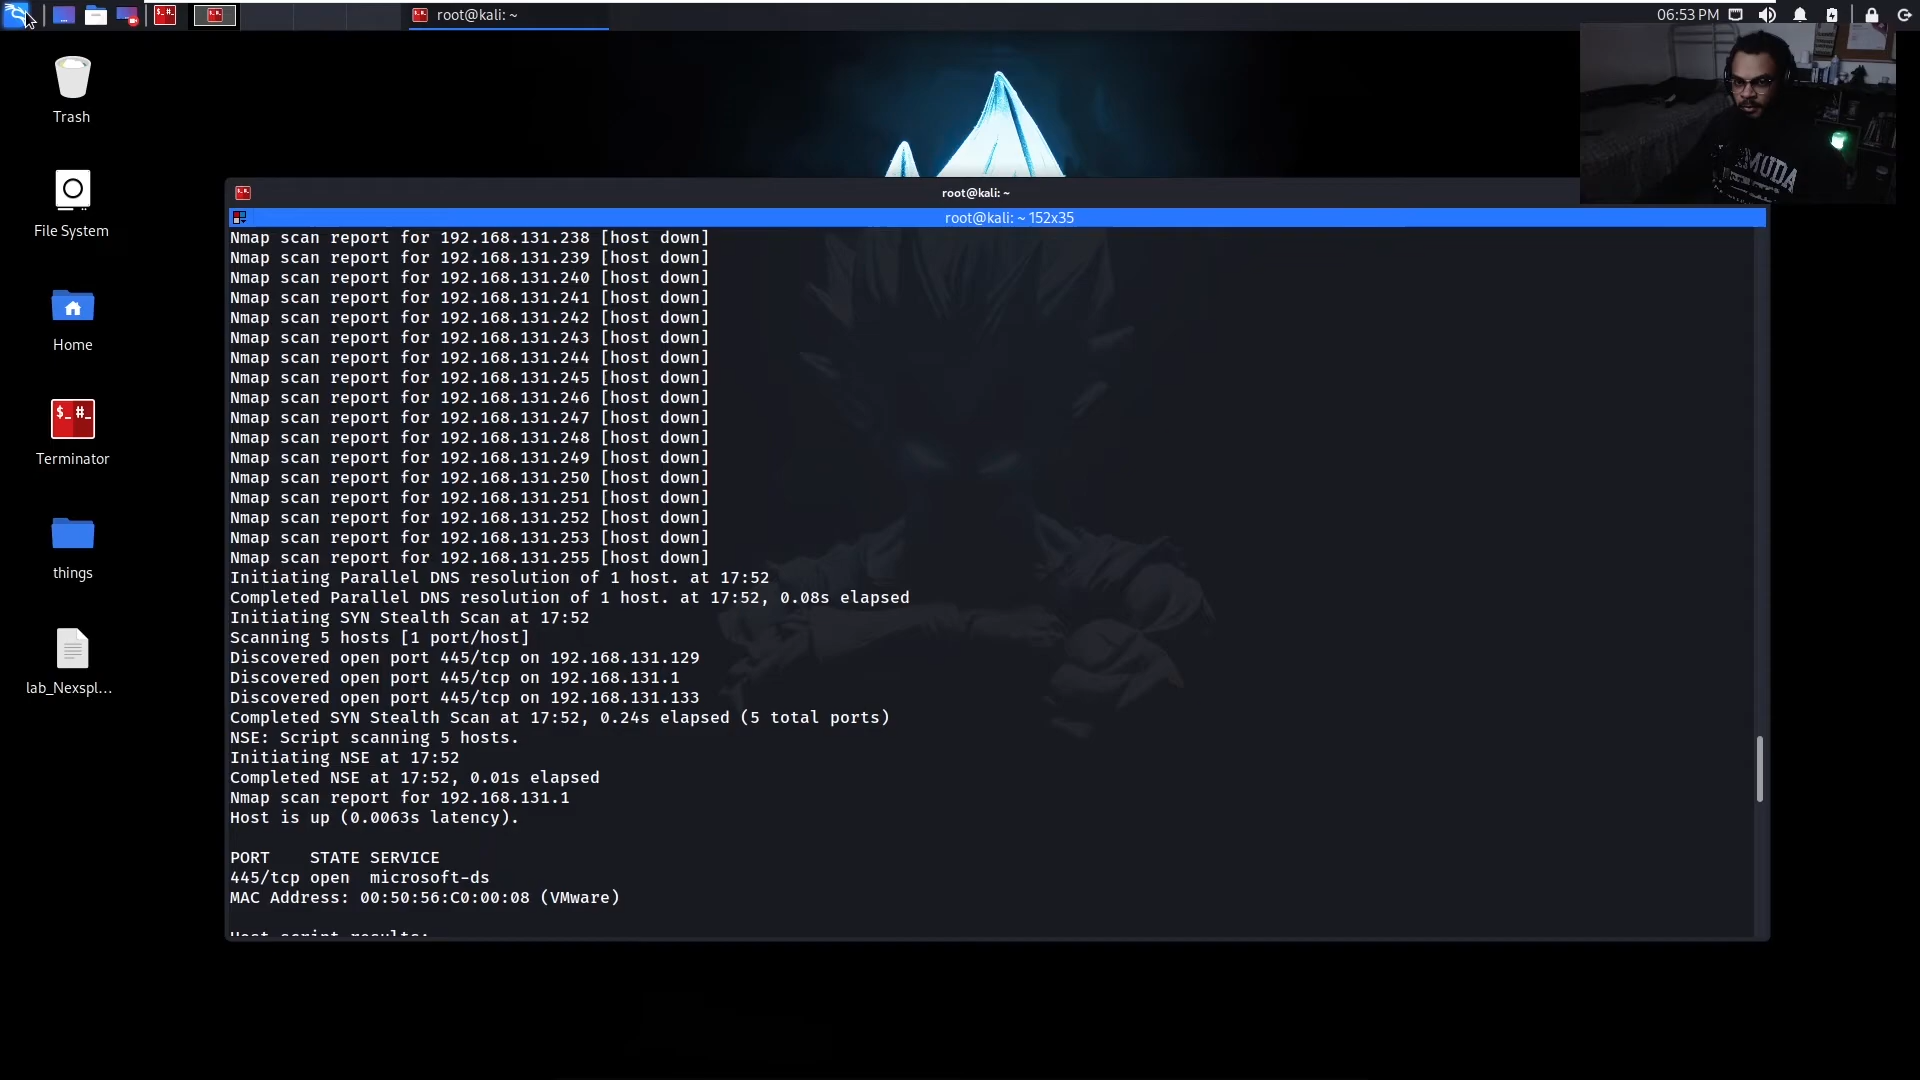 root@kali: ~
06:53 PM
Trash
File System
Home
Terminator
things
lab_Nexspl...
root@kali: ~
root@kali: ~ 152x35
Nmap scan report for 192.168.131.238 [host down]
Nmap scan report for 192.168.131.239 [host down]
Nmap scan report for 192.168.131.240 [host down]
Nmap scan report for 192.168.131.241 [host down]
Nmap scan report for 192.168.131.242 [host down]
Nmap scan report for 192.168.131.243 [host down]
Nmap scan report for 192.168.131.244 [host down]
Nmap scan report for 192.168.131.245 [host down]
Nmap scan report for 192.168.131.246 [host down]
Nmap scan report for 192.168.131.247 [host down]
Nmap scan report for 192.168.131.248 [host down]
Nmap scan report for 192.168.131.249 [host down]
Nmap scan report for 192.168.131.250 [host down]
Nmap scan report for 192.168.131.251 [host down]
Nmap scan report for 192.168.131.252 [host down]
Nmap scan report for 192.168.131.253 [host down]
Nmap scan report for 192.168.131.255 [host down]
Initiating Parallel DNS resolution of 1 host. at 17:52
Completed Parallel DNS resolution of 1 host. at 17:52, 0.08s elapsed
Initiating SYN Stealth Scan at 17:52
Scanning 5 hosts [1 port/host]
Discovered open port 445/tcp on 192.168.131.129
Discovered open port 445/tcp on 192.168.131.1
Discovered open port 445/tcp on 192.168.131.133
Completed SYN Stealth Scan at 17:52, 0.24s elapsed (5 total ports)
NSE: Script scanning 5 hosts.
Initiating NSE at 17:52
Completed NSE at 17:52, 0.01s elapsed
Nmap scan report for 192.168.131.1
Host is up (0.0063s latency).
PORT    STATE SERVICE
445/tcp open  microsoft-ds
MAC Address: 00:50:56:C0:00:08 (VMware)
Host script results: